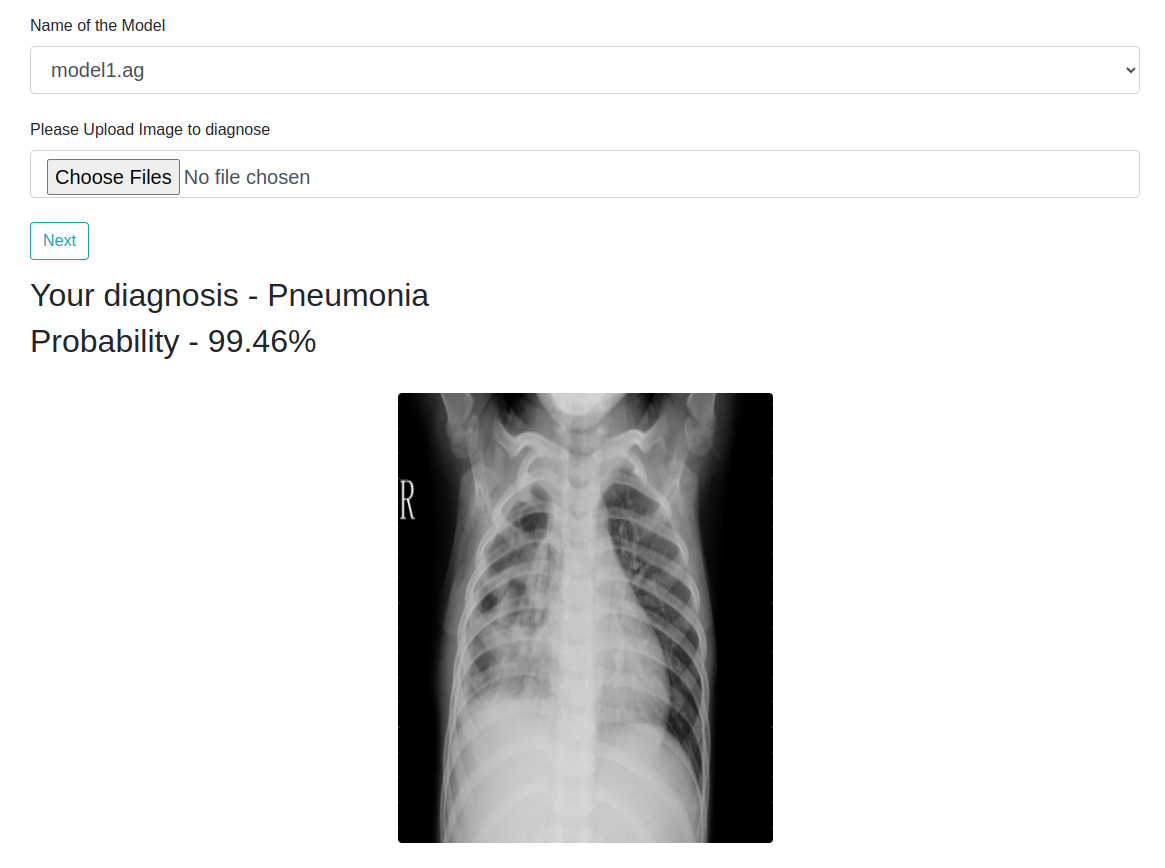 Name of the Model
model1.ag
Please Upload Image to diagnose
Choose Files No file chosen
Next
Your diagnosis - Pneumonia
Probability - 99.46%
R